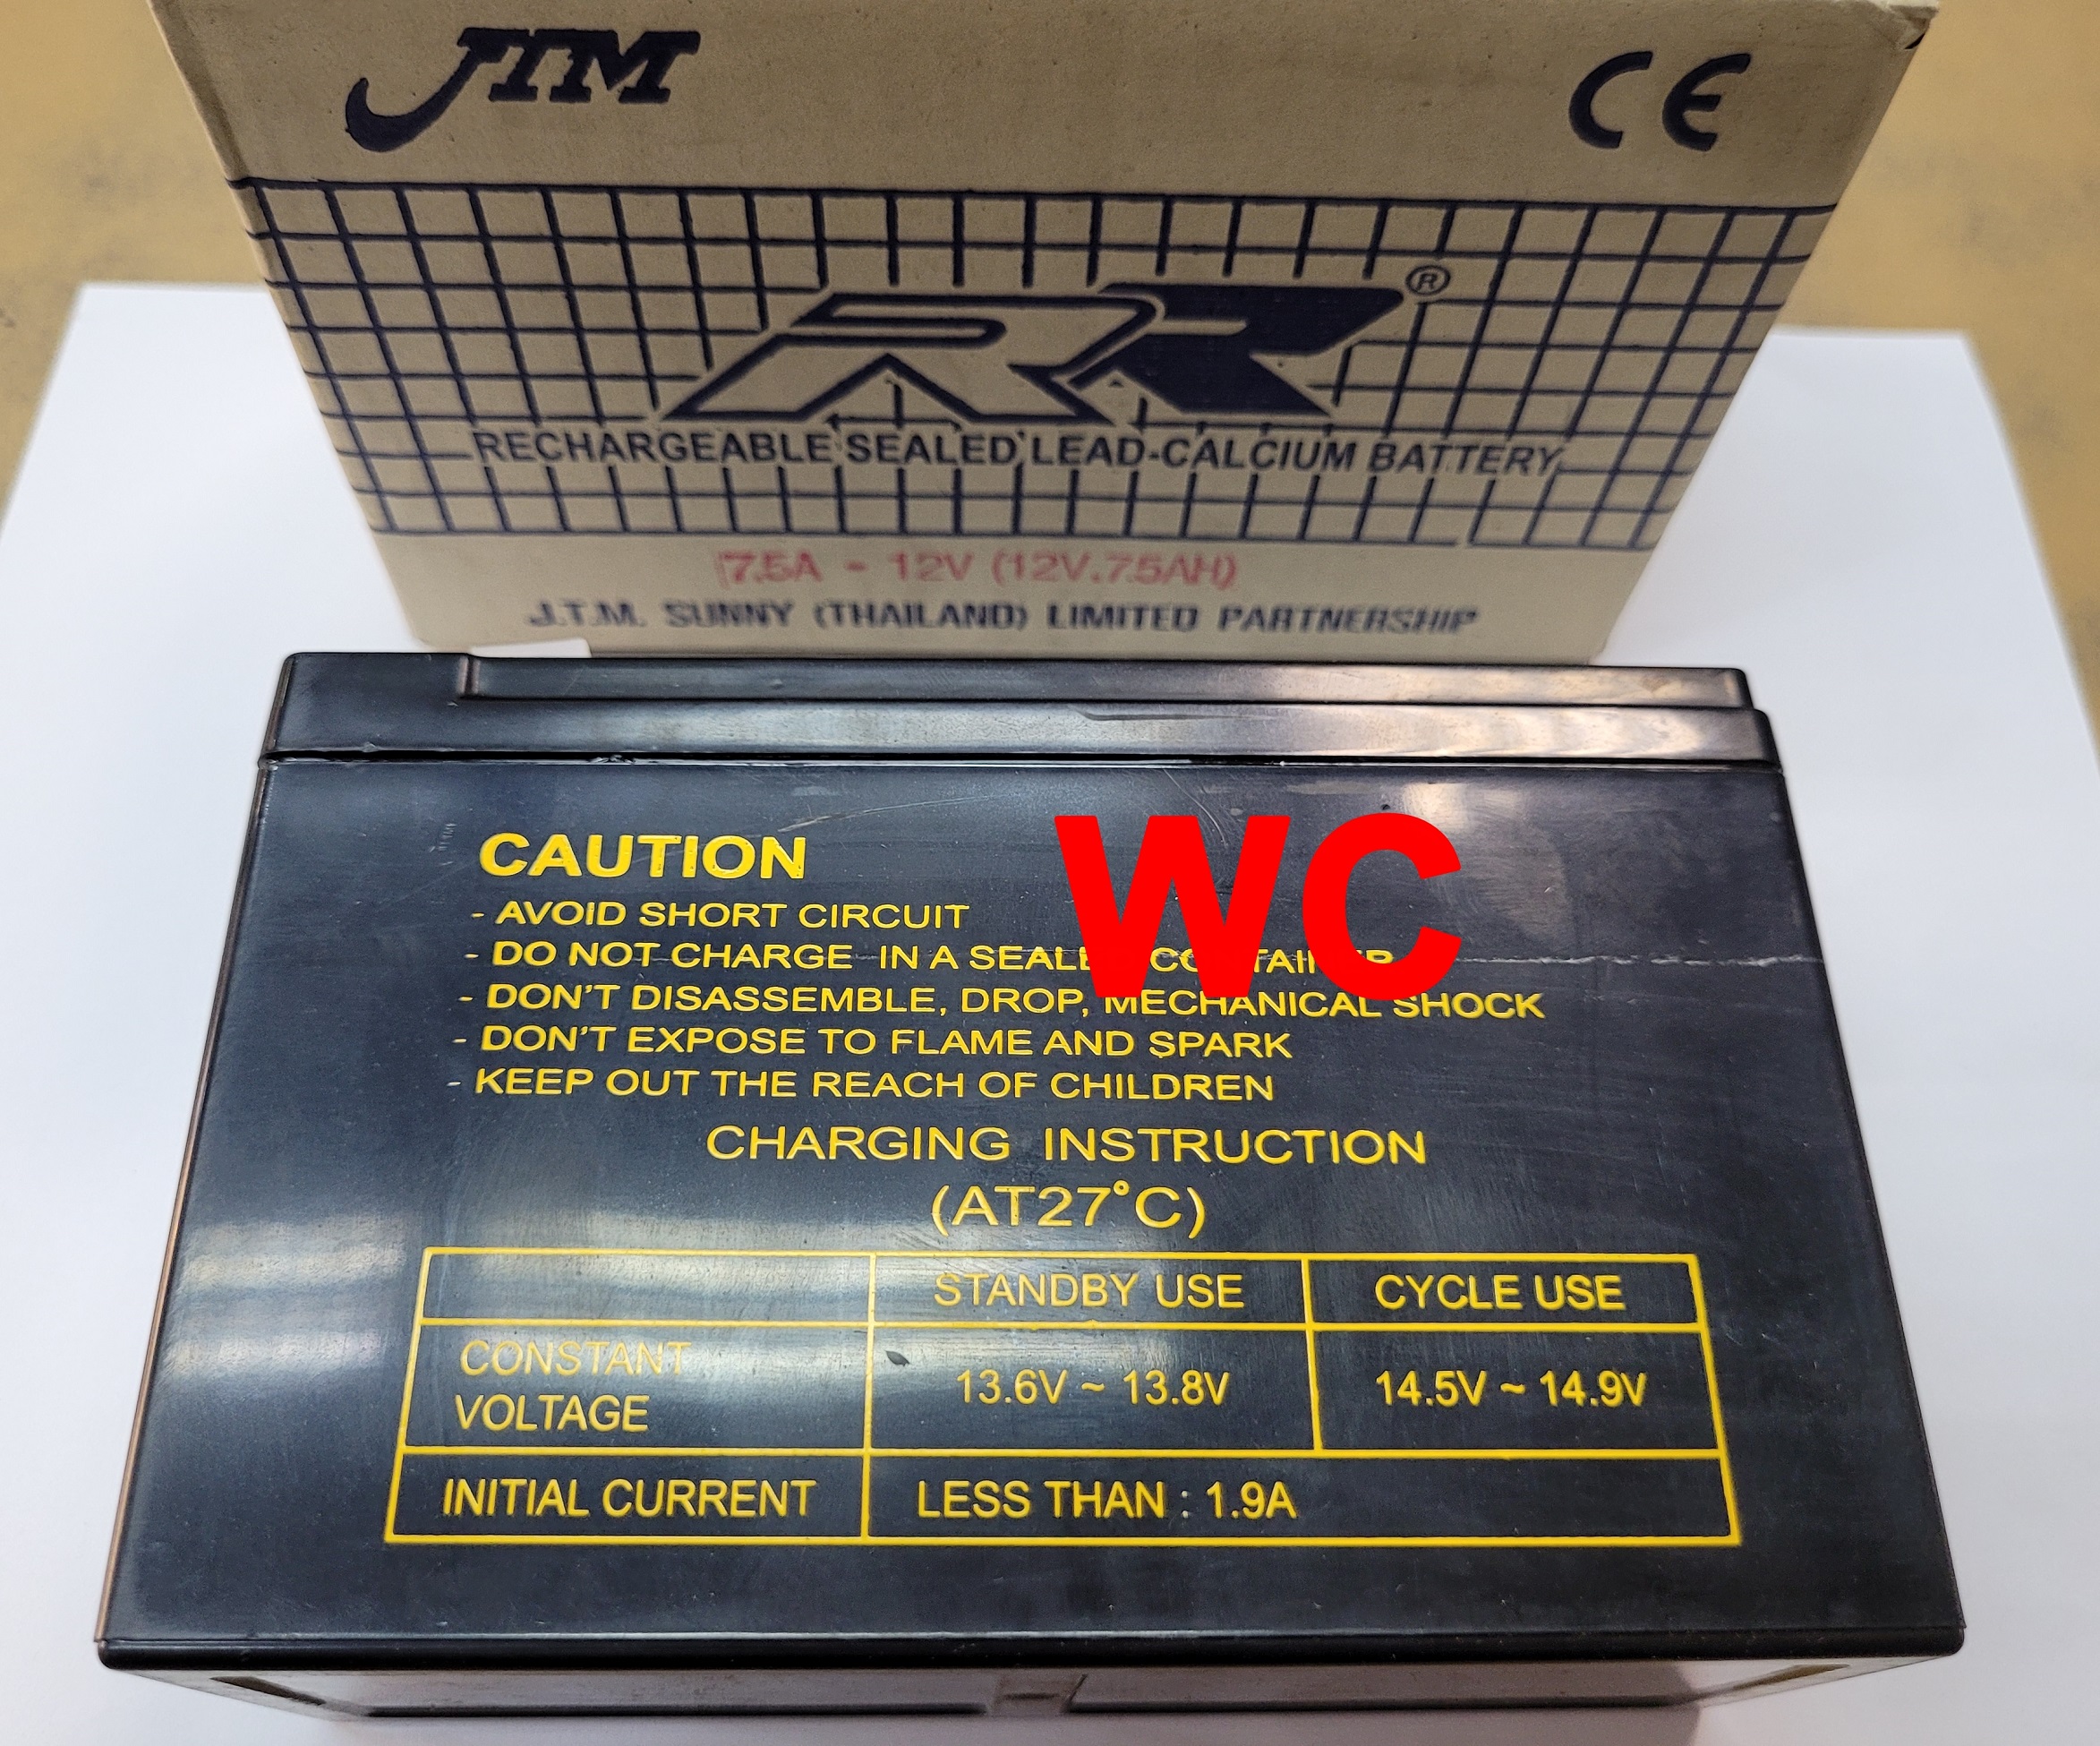 JTM
CE
RR®
RECHARGEABLE SEALED LEAD-CALCIUM BATTERY
7.5A - 12V (12V.7.5AH)
J.T.M. SUNNY (THAILAND) LIMITED PARTNERSHIP
WC
CAUTION
- AVOID SHORT CIRCUIT
- DO NOT CHARGE IN A SEALED CONTAINER
- DON'T DISASSEMBLE, DROP, MECHANICAL SHOCK
- DON'T EXPOSE TO FLAME AND SPARK
- KEEP OUT THE REACH OF CHILDREN
CHARGING INSTRUCTION
(AT27°C)
STANDBY USE CYCLE USE
CONSTANT VOLTAGE 13.6V ~ 13.8V 14.5V ~ 14.9V
INITIAL CURRENT LESS THAN : 1.9A